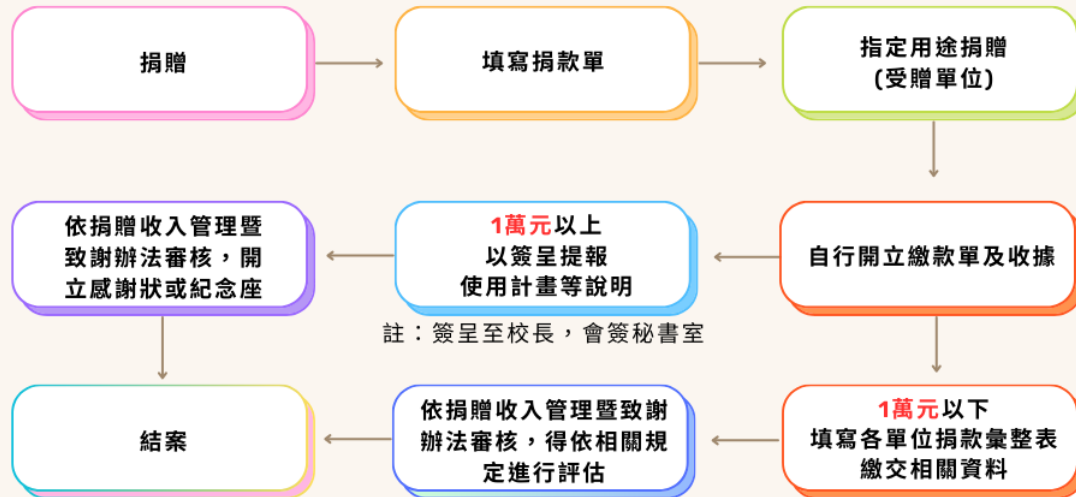 捐贈
填寫捐款單
指定用途捐贈
(受贈單位)
自行開立繳款單及收據
1萬元以上
以簽呈提報
使用計畫等說明
註：簽呈至校長，會簽秘書室
依捐贈收入管理暨
致謝辦法審核，開
立感謝狀或紀念座
1萬元以下
填寫各單位捐款彙整表
繳交相關資料
依捐贈收入管理暨致謝
辦法審核，得依相關規
定進行評估
結案